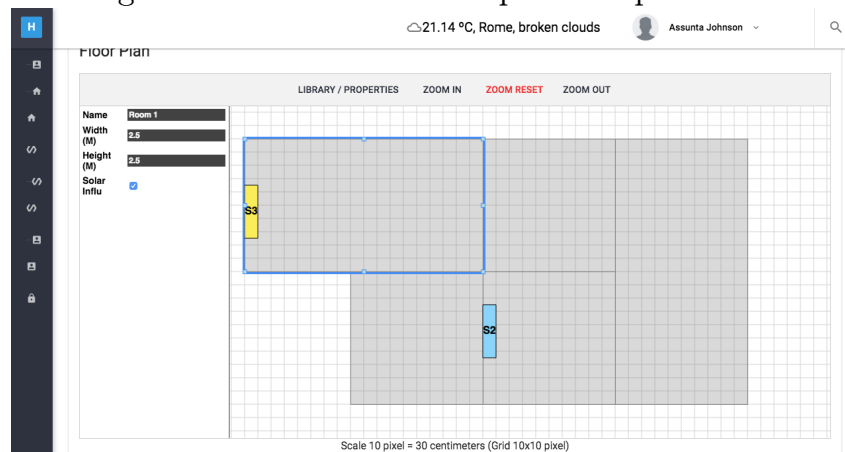 H
21.14 ºC, Rome, broken clouds
Assunta Johnson
Floor Plan
LIBRARY / PROPERTIES ZOOM IN ZOOM RESET ZOOM OUT
Name Room 1
Width (M) 2.5
Height (M) 2.5
Solar Influ
S3
S2
Scale 10 pixel = 30 centimeters (Grid 10x10 pixel)